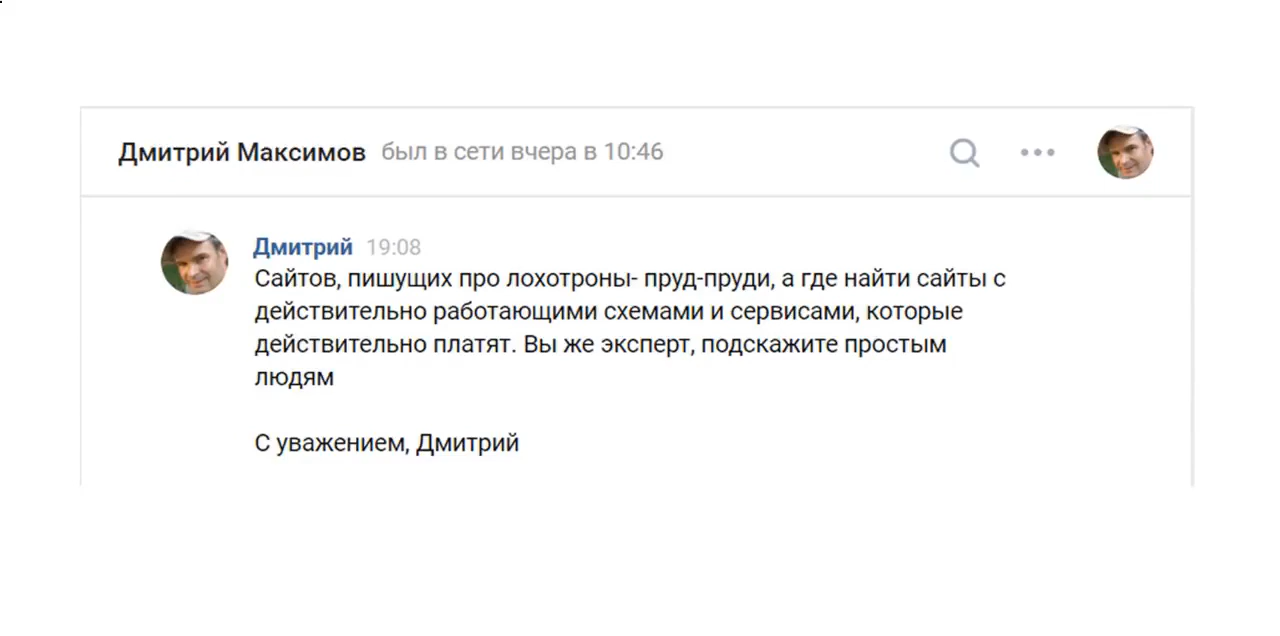 Дмитрий Максимов был в сети вчера в 10:46
Дмитрий 19:08
Сайтов, пишущих про лохотроны- пруд-пруди, а где найти сайты с
действительно работающими схемами и сервисами, которые
действительно платят. Вы же эксперт, подскажите простым
людям
С уважением, Дмитрий